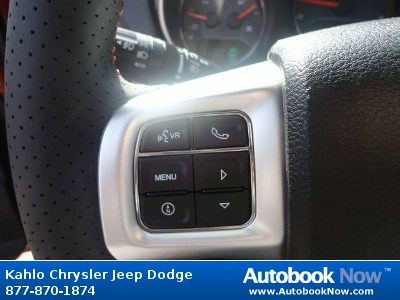 VR
MENU
Kahlo Chrysler Jeep Dodge
877-870-1874
Autobook Now™
www.AutobookNow.com